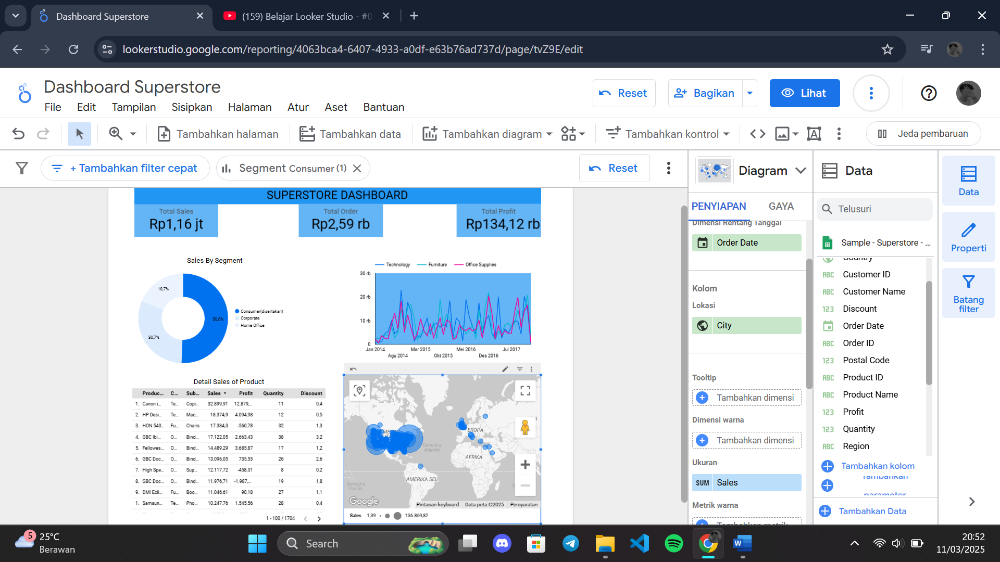 Dashboard Superstore
(159) Belajar Looker Studio - #0
lookerstudio.google.com/reporting/4063bca4-6407-4933-a0df-e63b76ad737d/page/tvZ9E/edit
Dashboard Superstore
File Edit Tampilan Sisipkan Halaman Atur Aset Bantuan
Reset
Bagikan
Lihat
Tambahkan halaman
Tambahkan data
Tambahkan diagram
Tambahkan kontrol
Jeda pembaruan
+ Tambahkan filter cepat
Segment Consumer (1)
Reset
SUPERSTORE DASHBOARD
Total Sales
Rp1,16 jt
Total Order
Rp2,59 rb
Total Profit
Rp134,12 rb
Sales By Segment
18,7%
50,6%
30,7%
Consumer(disertakan)
Corporate
Home Office
Technology Furniture Office Supplies
30 rb
20 rb
10 rb
0
Jan 2014 Mar 2015 Mei 2016 Jul 2017
Agu 2014 Okt 2015 Des 2016
Detail Sales of Product
Produc... C... Sub... Sales Profit Quantity Discount
1. Canon i... Te... Copi... 32.899,91 12.879,... 11 0,4
2. HP Desi... Te... Mac... 18.374,9 4.094,98 12 0,5
3. HON 540... Fu... Chairs 17.384,3 -560,78 32 1,3
4. GBC Ibi... O... Bind... 17.122,05 2.663,43 38 3,2
5. Fellowes... O... Bind... 14.489,29 3.685,87 17 1,2
6. GBC Doc... O... Bind... 13.096,05 735,53 26 2,6
7. High Spe... O... Sup... 12.117,72 -458,51 8 0,2
8. GBC Doc... O... Bind... 11.976,71 -1.987,... 19 1,8
9. DMI Ecli... Fu... Boo... 11.046,61 90,18 27 1,1
1. Samsun... Te... Pho... 10.247,76 1.545,56 28 0,4
1 - 100 / 1704
EROPA
Samudra
Atlantik
AFRIKA
AMERIKA SEL
Samudra
Pasifik
Google
Pintasan keyboard
Data peta ©2025
Persyaratan
Sales 1,39 136.869,82
Diagram
PENYIAPAN
GAYA
Dimensi Rentang Tanggal
Order Date
Kolom
Lokasi
City
Tooltip
Tambahkan dimensi
Dimensi warna
Tambahkan dimensi
Ukuran
SUM Sales
Metrik warna
Tambahkan metrik
Data
Telusuri
Sample - Superstore - ...
Country
ABC Customer ID
ABC Customer Name
123 Discount
Order Date
ABC Order ID
123 Postal Code
ABC Product ID
ABC Product Name
123 Profit
123 Quantity
ABC Region
Tambahkan kolom
Tambahkan
parameter
Tambahkan Data
Data
Properti
Batang
filter
5
25°C
Berawan
Search
20:52
11/03/2025